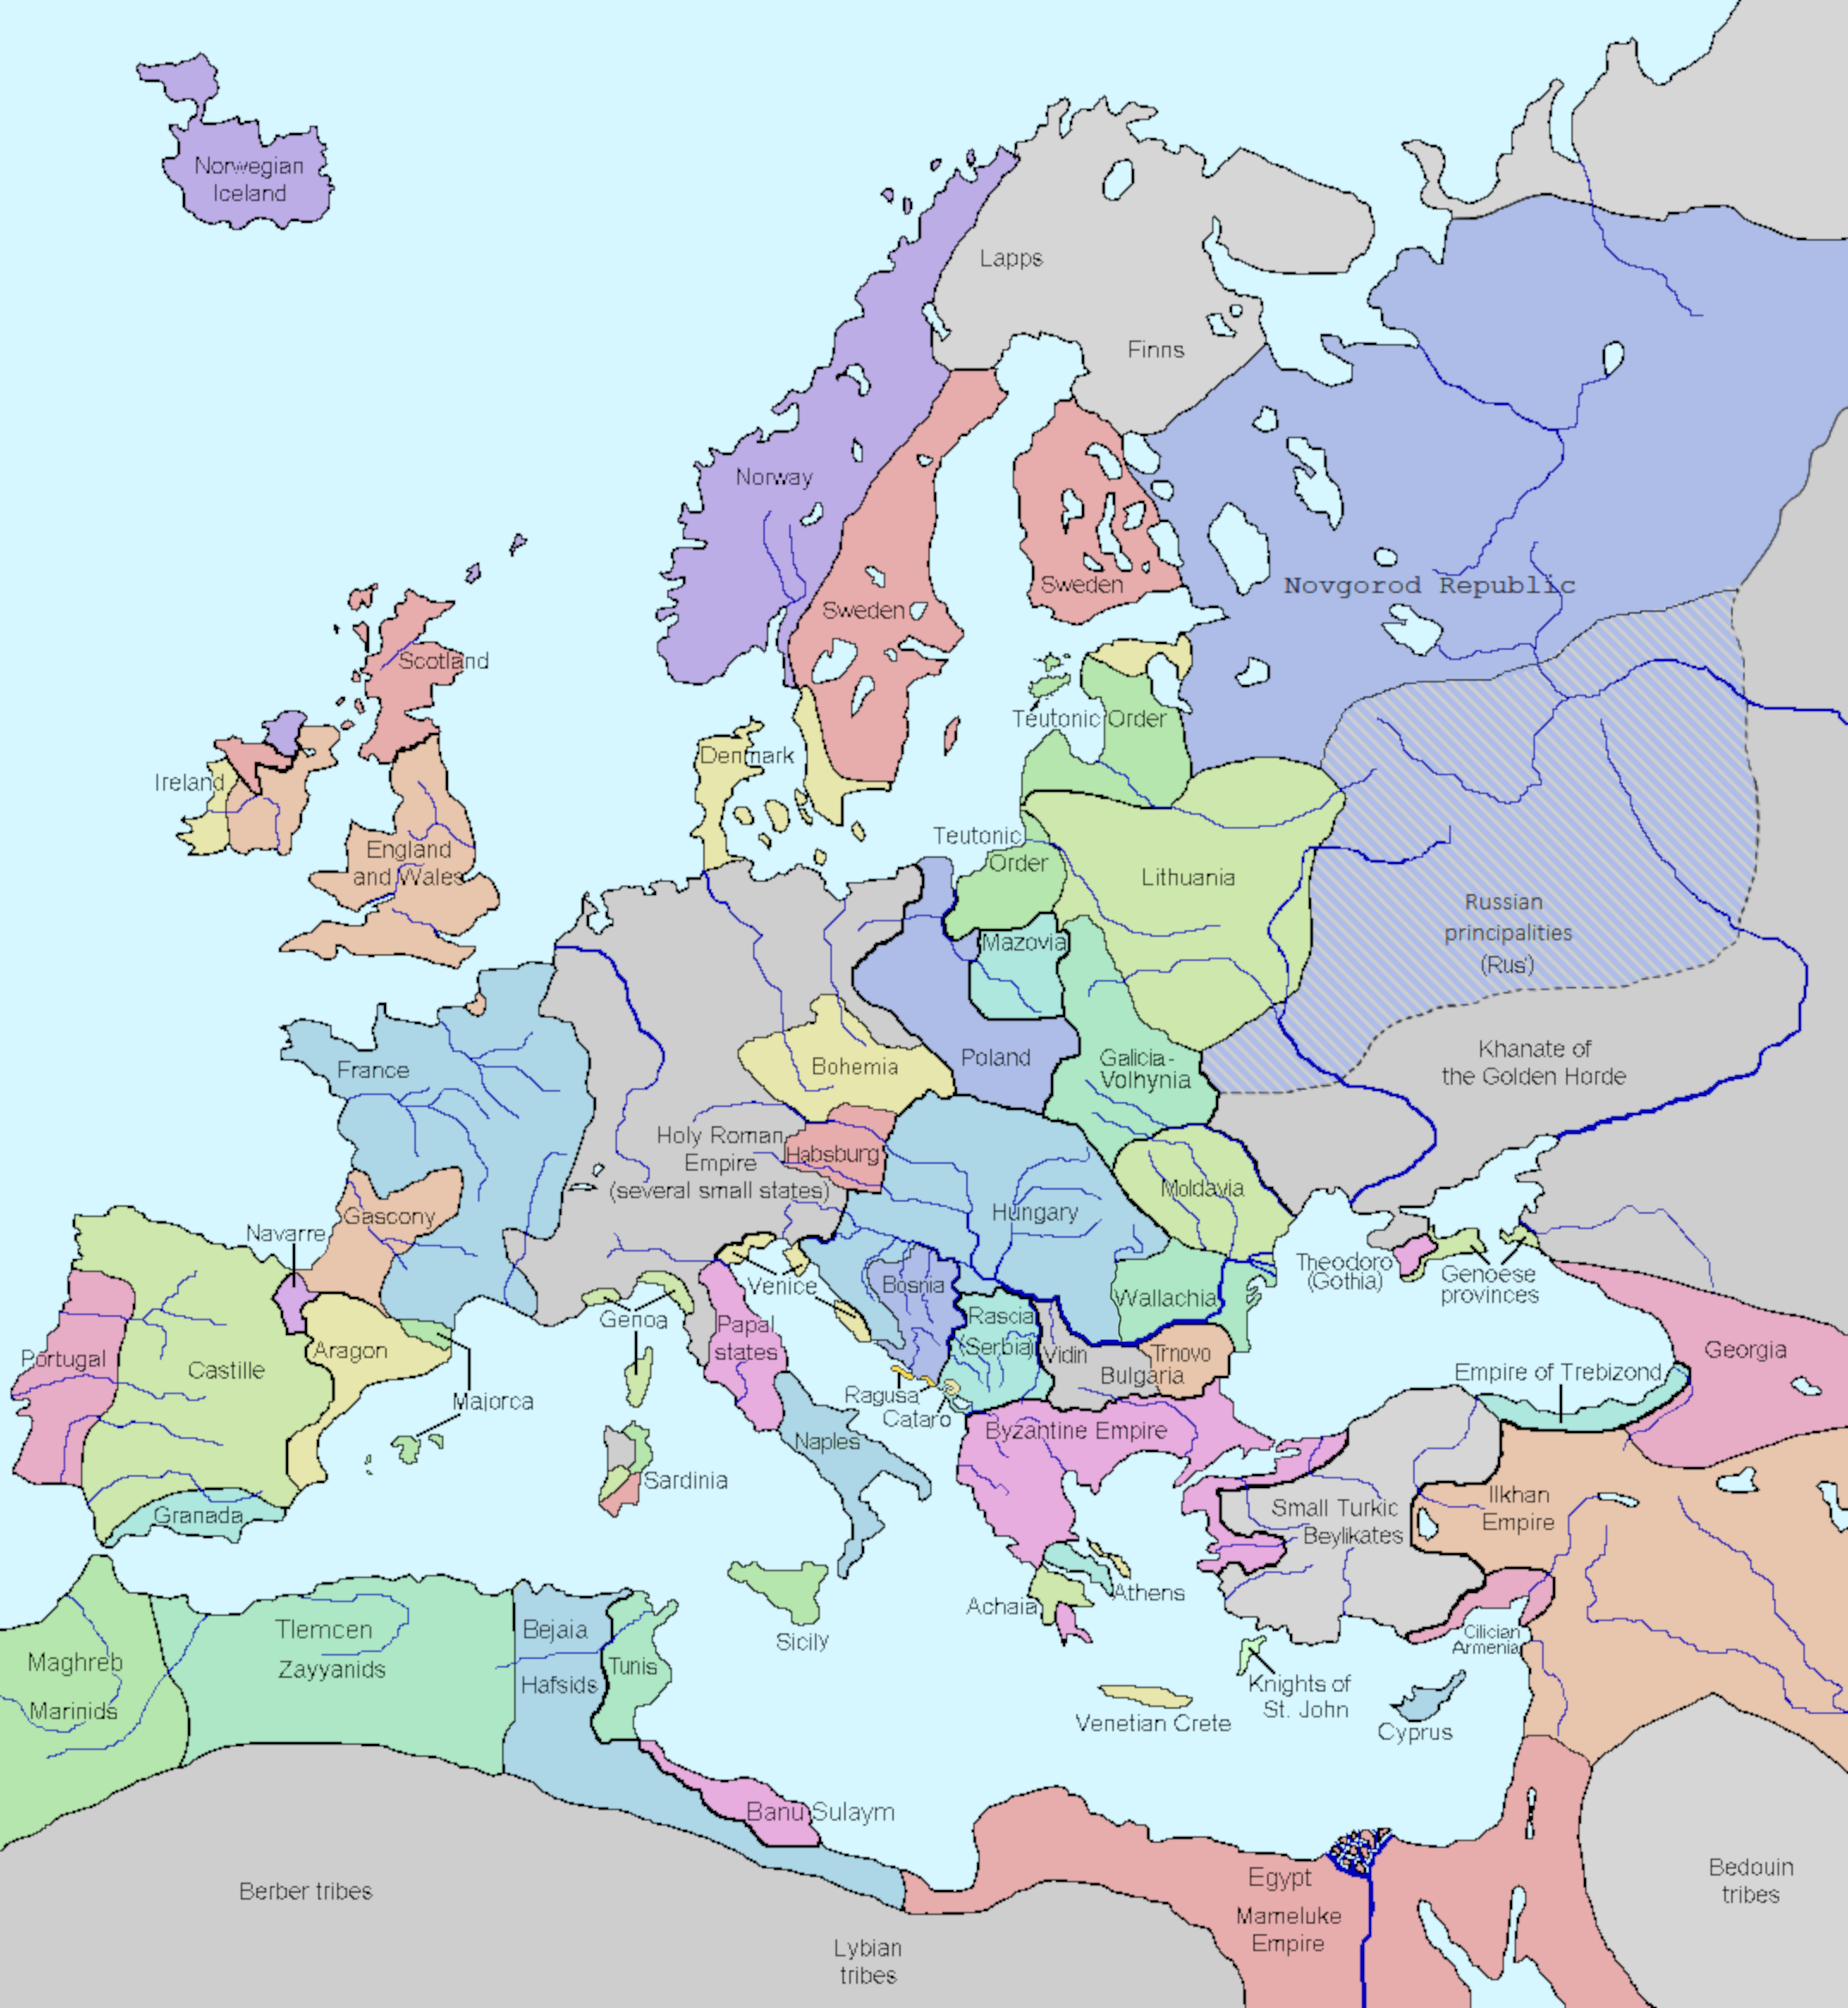 Norwegian
Iceland
Lapps
Finns
Norway
Sweden
Sweden
Novgorod Republic
Scotland
Teutonic Order
Denmark
Ireland
Teutonic
Order
England
and Wales
Lithuania
Russian
principalities
(Rus')
Mazovia
Khanate of
the Golden Horde
France
Bohemia
Poland
Galicia-
Volhynia
Holy Roman
Empire
(several small states)
Habsburg
Moldavia
Gascony
Hungary
Navarre
Theodoro
(Gothia)
Genoese
provinces
Venice
Bosnia
Wallachia
Genoa
Papal
states
Rascia
(Serbia)
Vidin
Bulgaria
Trnovo
Portugal
Castille
Aragon
Georgia
Empire of Trebizond
Majorca
Ragusa
Cataro
Byzantine Empire
Naples
Sardinia
Granada
Small Turkic
Beylikates
Ilkhan
Empire
Athens
Achaia
Sicily
Cilician
Armenia
Tlemcen
Zayyanids
Bejaia
Hafsids
Tunis
Maghreb
Marinids
Knights of
St. John
Venetian Crete
Cyprus
Banu Sulaym
Berber tribes
Egypt
Mameluke
Empire
Bedouin
tribes
Lybian
tribes